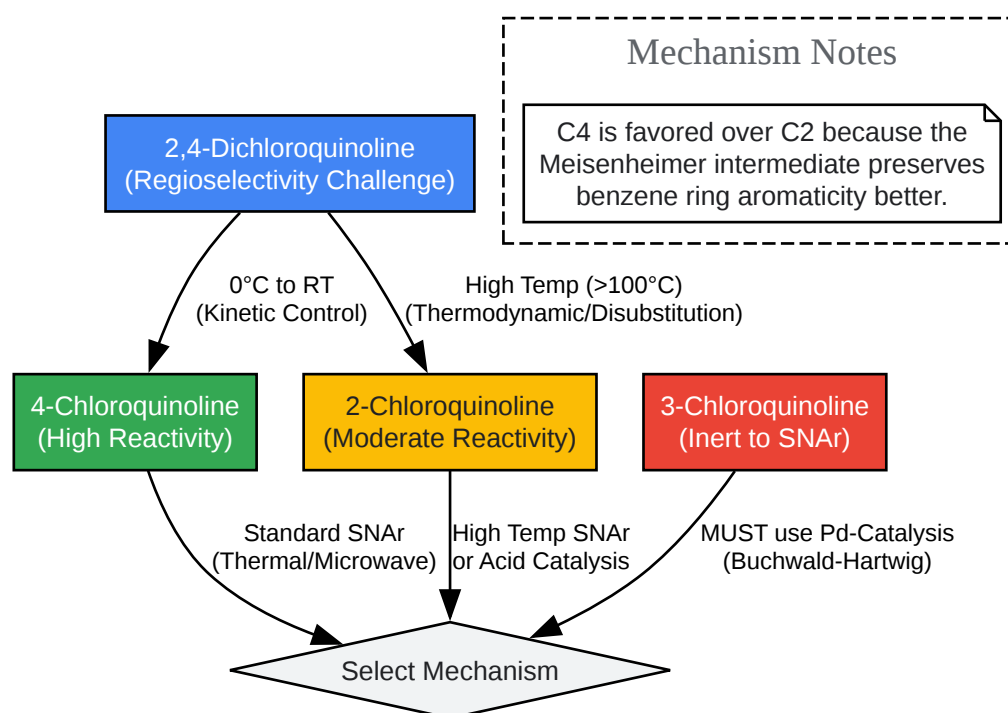 Mechanism Notes
C4 is favored over C2 because the
Meisenheimer intermediate preserves
benzene ring aromaticity better.
2,4-Dichloroquinoline
(Regioselectivity Challenge)
0°C to RT
(Kinetic Control)
High Temp (>100°C)
(Thermodynamic/Disubstitution)
4-Chloroquinoline
(High Reactivity)
2-Chloroquinoline
(Moderate Reactivity)
3-Chloroquinoline
(Inert to SNAr)
Standard SNAr
(Thermal/Microwave)
High Temp SNAr
or Acid Catalysis
MUST use Pd-Catalysis
(Buchwald-Hartwig)
Select Mechanism